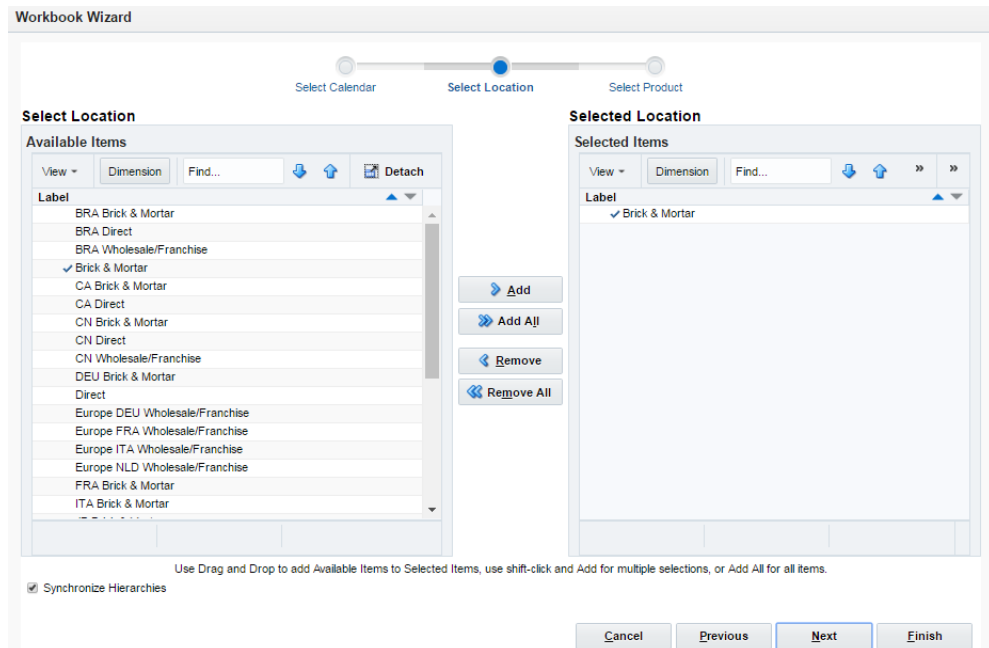 Workbook Wizard
Select Calendar
Select Location
Select Product
Select Location
Available Items
View
Dimension
Find...
Detach
Label
BRA Brick & Mortar
BRA Direct
BRA Wholesale/Franchise
Brick & Mortar
CA Brick & Mortar
CA Direct
CN Brick & Mortar
CN Direct
CN Wholesale/Franchise
DEU Brick & Mortar
Direct
Europe DEU Wholesale/Franchise
Europe FRA Wholesale/Franchise
Europe ITA Wholesale/Franchise
Europe NLD Wholesale/Franchise
FRA Brick & Mortar
ITA Brick & Mortar
Add
Add All
Remove
Remove All
Selected Location
Selected Items
View
Dimension
Find...
»
»
Label
Brick & Mortar
Use Drag and Drop to add Available Items to Selected Items, use shift-click and Add for multiple selections, or Add All for all items.
Synchronize Hierarchies
Cancel
Previous
Next
Finish